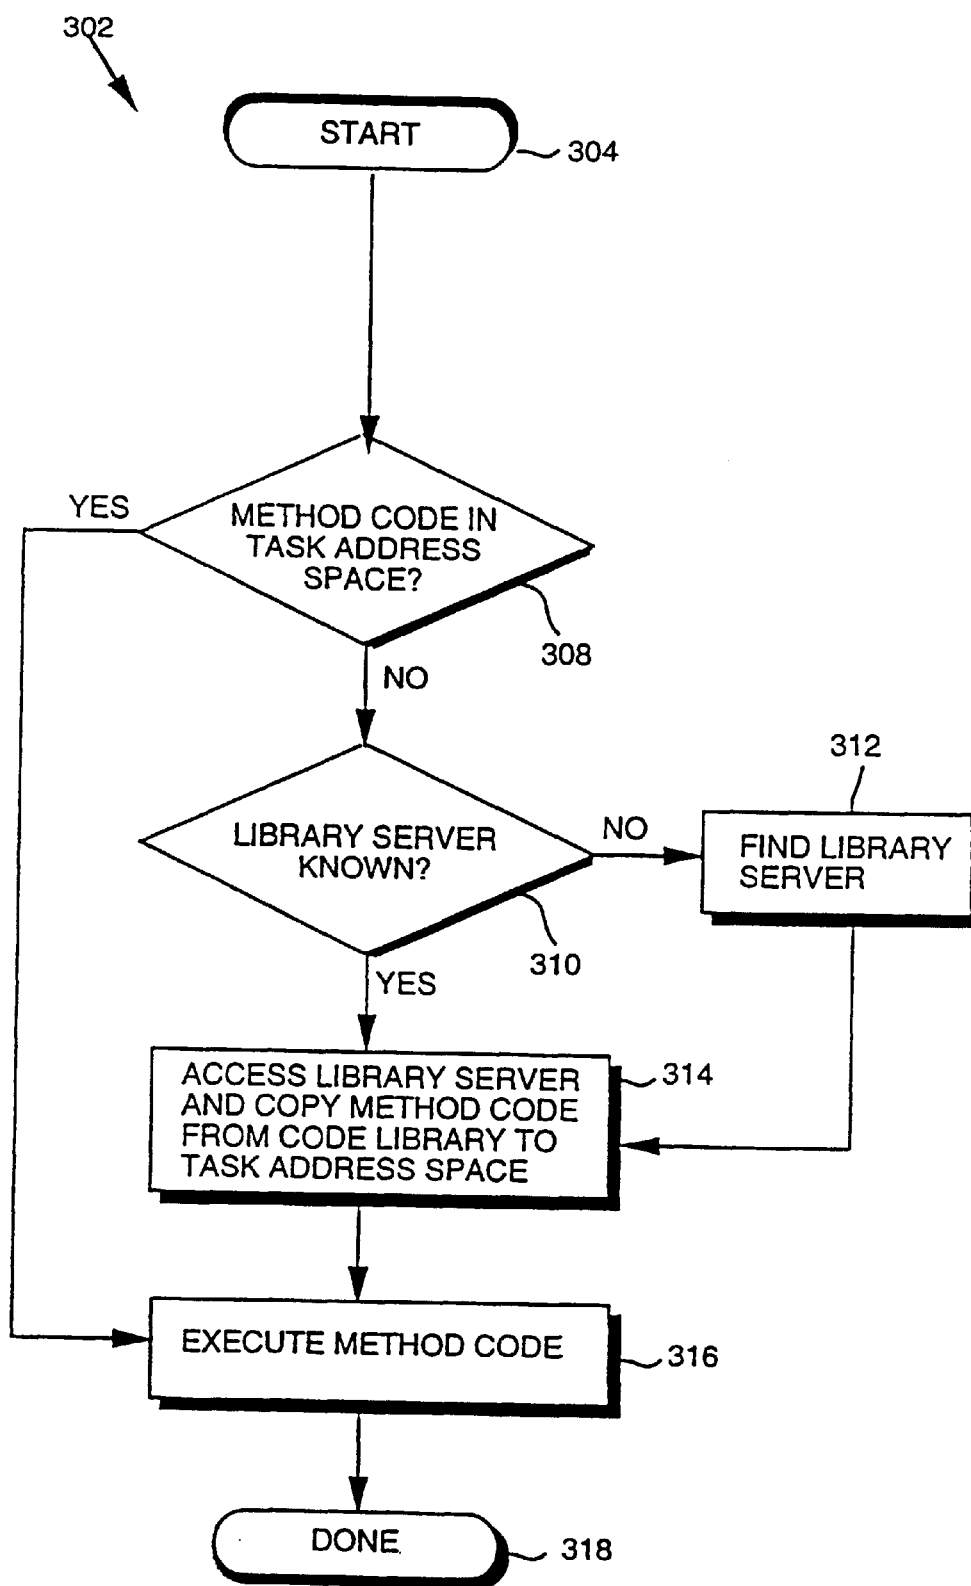 302
START
304
YES
METHOD CODE IN
TASK ADDRESS
SPACE?
308
NO
312
LIBRARY SERVER
KNOWN?
NO
FIND LIBRARY
SERVER
310
YES
ACCESS LIBRARY SERVER
AND COPY METHOD CODE
FROM CODE LIBRARY TO
TASK ADDRESS SPACE
314
EXECUTE METHOD CODE
316
DONE
318